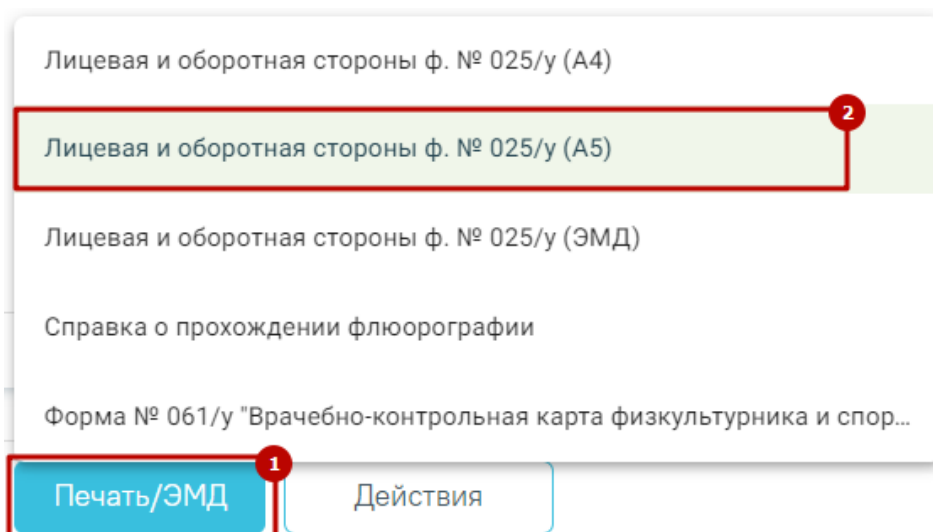 Лицевая и оборотная стороны ф. № 025/у (А4)
2
Лицевая и оборотная стороны ф. № 025/у (А5)
Лицевая и оборотная стороны ф. № 025/у (ЭМД)
Справка о прохождении флюорографии
Форма № 061/у "Врачебно-контрольная карта физкультурника и спор...
1
Печать/ЭМД Действия